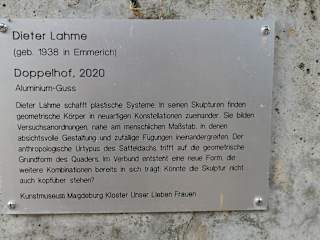 Dieter Lahme
(geb. 1938 in Emmerich)
Doppelhof, 2020
Aluminium-Guss
Dieter Lahme schafft plastische Systeme. In seinen Skulpturen finden
geometrische Körper in neuartigen Konstellationen zueinander. Sie bilden
Versuchsanordnungen, nahe am menschlichen Maßstab, in denen
absichtsvolle Gestaltung und zufällige Fügungen ineinandergreifen. Der
anthropologische Urtypus des Satteldachs trifft auf die geometrische
Grundform des Quaders. Im Verbund entsteht eine neue Form, die
weitere Kombinationen bereits in sich trägt: Könnte die Skulptur nicht
auch kopfüber stehen?
Kunstmuseum Magdeburg Kloster Unser Lieben Frauen